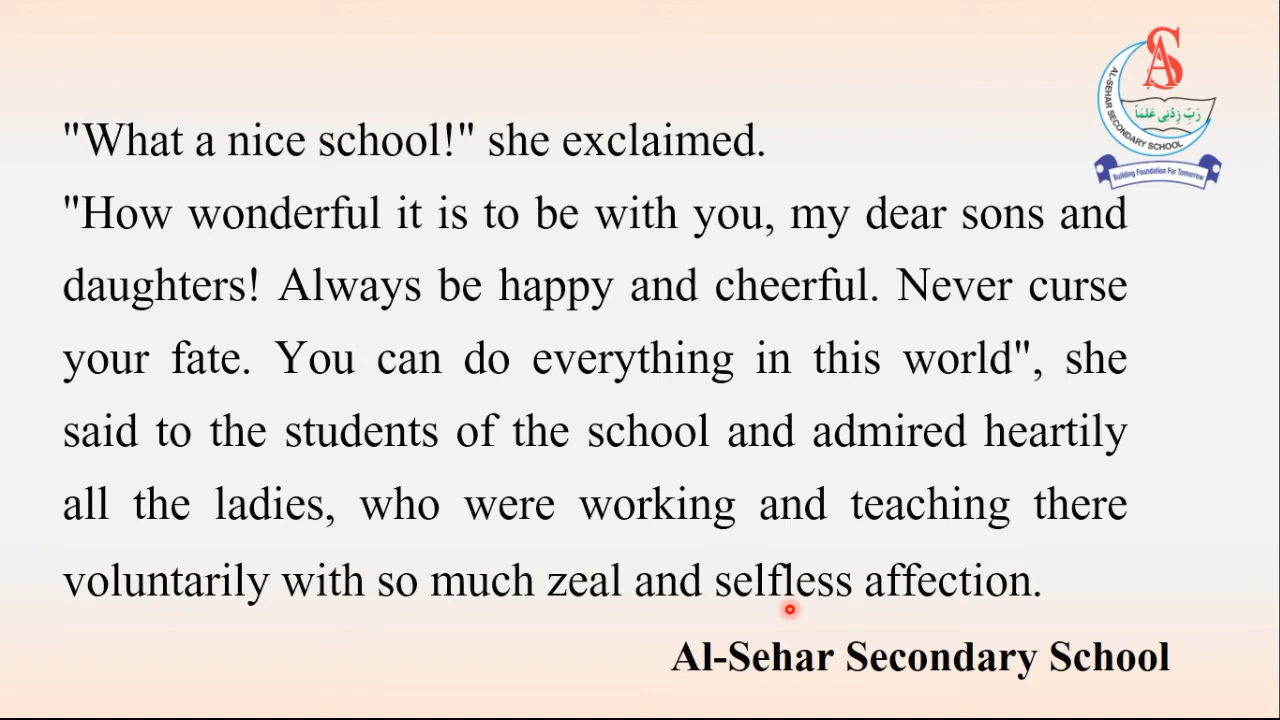 AS
AL-SEHAR SECONDARY SCHOOL
رَبِّ زِدْنِی عِلْمَاً
Building Foundation For Tomorrow
"What a nice school!" she exclaimed.
"How wonderful it is to be with you, my dear sons and
daughters! Always be happy and cheerful. Never curse
your fate. You can do everything in this world", she
said to the students of the school and admired heartily
all the ladies, who were working and teaching there
voluntarily with so much zeal and selfless affection.
Al-Sehar Secondary School